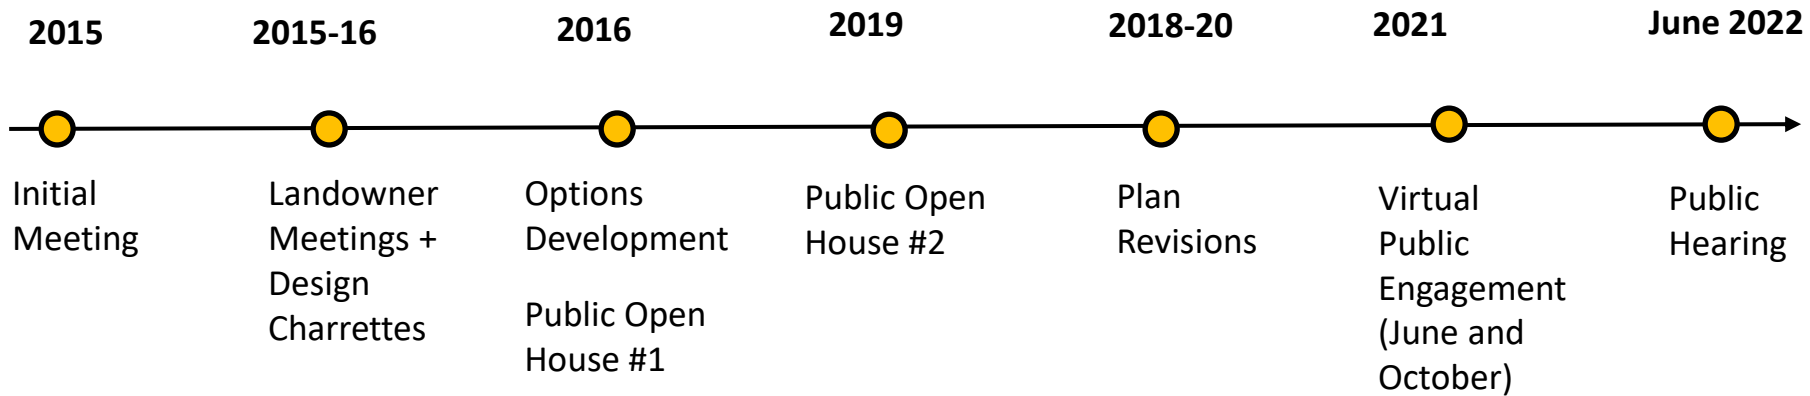 2015
2015-16
2016
2019
2018-20
2021
June 2022
Initial
Meeting
Landowner
Meetings +
Design
Charrettes
Options
Development
Public Open
House #1
Public Open
House #2
Plan
Revisions
Virtual
Public
Engagement
(June and
October)
Public
Hearing